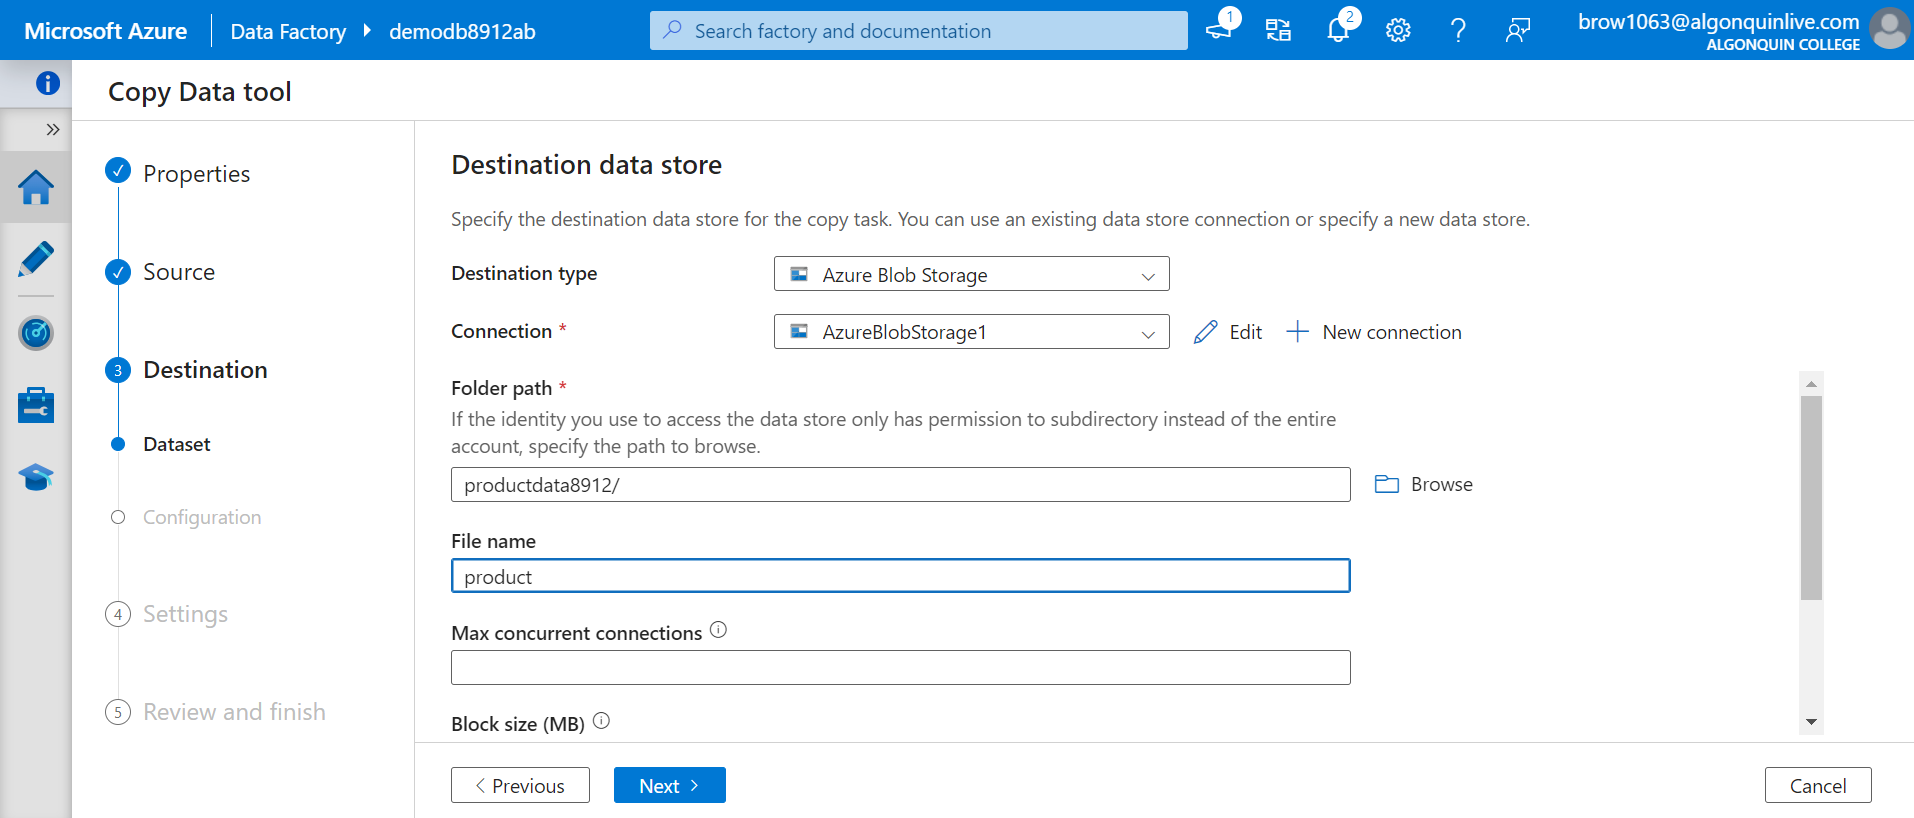 Microsoft Azure
Data Factory
demodb8912ab
Search factory and documentation
1
2
brow1063@algonquinlive.com
ALGONQUIN COLLEGE
Copy Data tool
Properties
Source
3
Destination
Dataset
Configuration
4
Settings
5
Review and finish
Destination data store
Specify the destination data store for the copy task. You can use an existing data store connection or specify a new data store.
Destination type
Azure Blob Storage
Connection *
AzureBlobStorage1
Edit
New connection
Folder path *
If the identity you use to access the data store only has permission to subdirectory instead of the entire
account, specify the path to browse.
productdata8912/
Browse
File name
product
Max concurrent connections
Block size (MB)
Previous
Next
Cancel